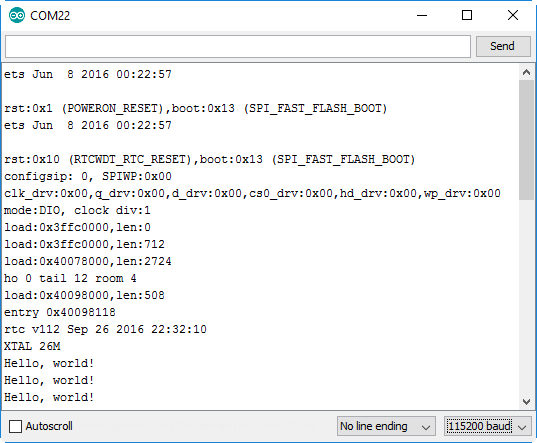 COM22
Send
ets Jun  8 2016 00:22:57

rst:0x1 (POWERON_RESET),boot:0x13 (SPI_FAST_FLASH_BOOT)
ets Jun  8 2016 00:22:57

rst:0x10 (RTCWDT_RTC_RESET),boot:0x13 (SPI_FAST_FLASH_BOOT)
configsip: 0, SPIWP:0x00
clk_drv:0x00,q_drv:0x00,d_drv:0x00,cs0_drv:0x00,hd_drv:0x00,wp_drv:0x00
mode:DIO, clock div:1
load:0x3ffc0000,len:0
load:0x3ffc0000,len:712
load:0x40078000,len:2724
ho 0 tail 12 room 4
load:0x40098000,len:508
entry 0x40098118
rtc v112 Sep 26 2016 22:32:10
XTAL 26M
Hello, world!
Hello, world!
Hello, world!
Autoscroll
No line ending
115200 baud